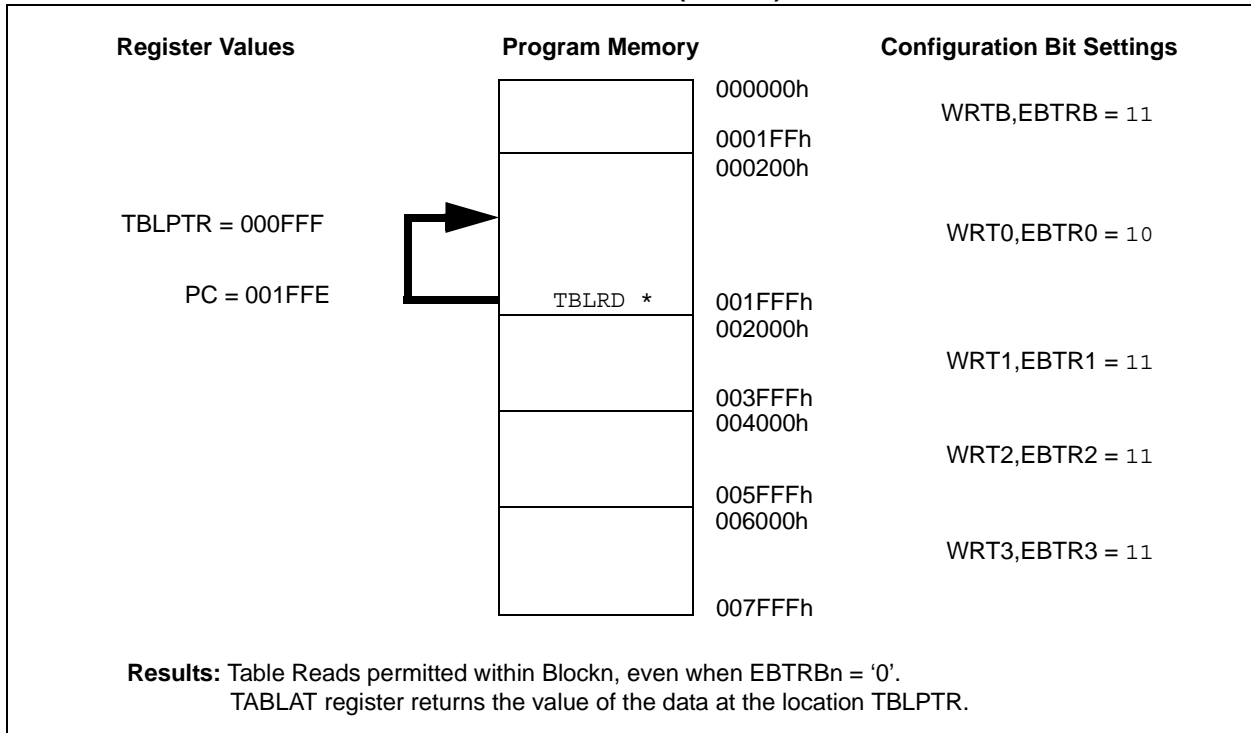 Register Values Program Memory Configuration Bit Settings
000000h
WRTB,EBTRB = 11
0001FFh
000200h
TBLPTR = 000FFF
WRT0,EBTR0 = 10
PC = 001FFE
TBLRD *
001FFFh
002000h
WRT1,EBTR1 = 11
003FFFh
004000h
WRT2,EBTR2 = 11
005FFFh
006000h
WRT3,EBTR3 = 11
007FFFh
Results: Table Reads permitted within Blockn, even when EBTRBn = ‘0’.
TABLAT register returns the value of the data at the location TBLPTR.